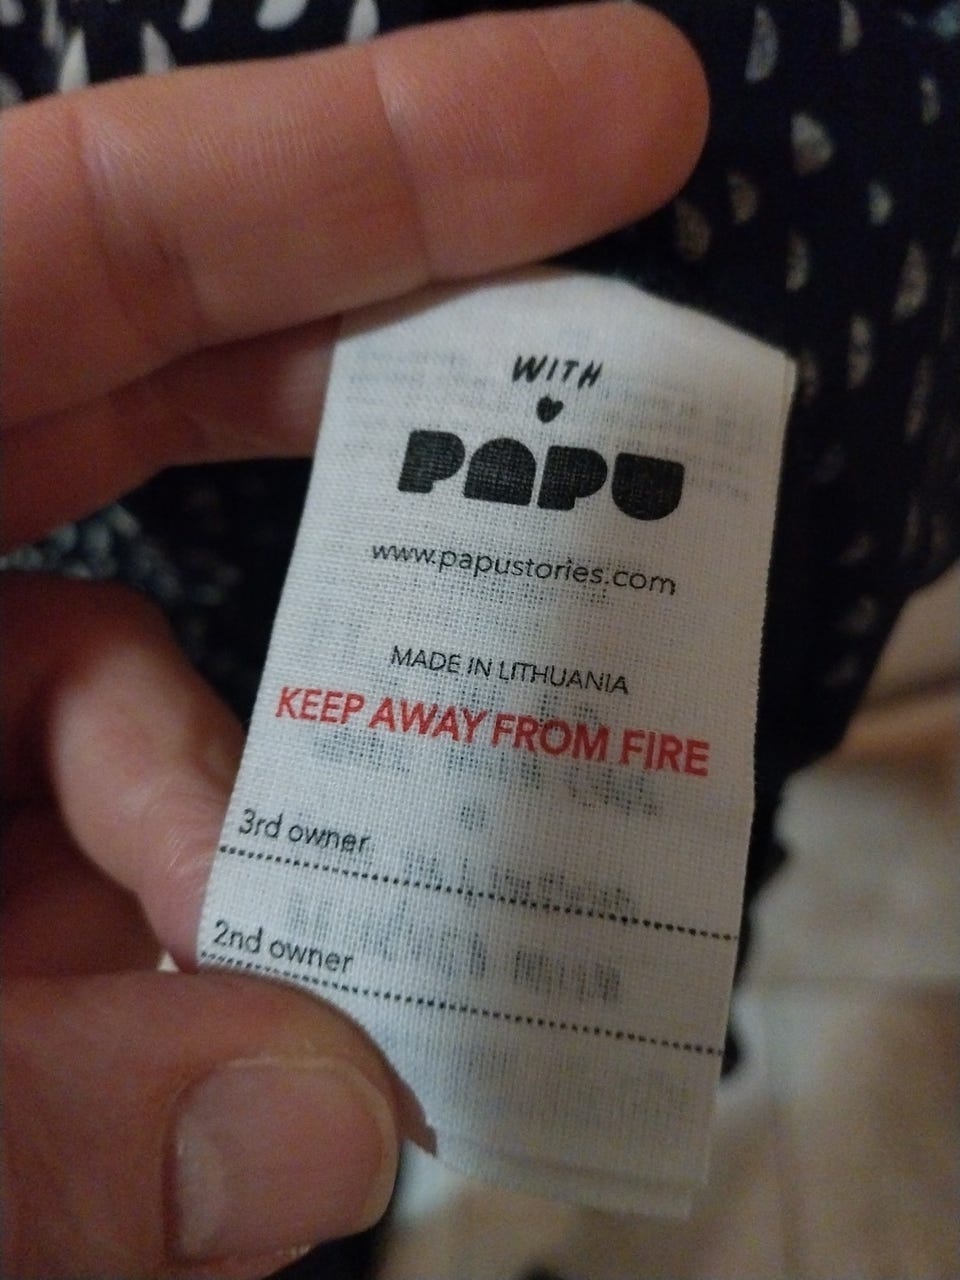 WITH
PAPU
www.papustories.com
MADE IN LITHUANIA
KEEP AWAY FROM FIRE
3rd owner
2nd owner